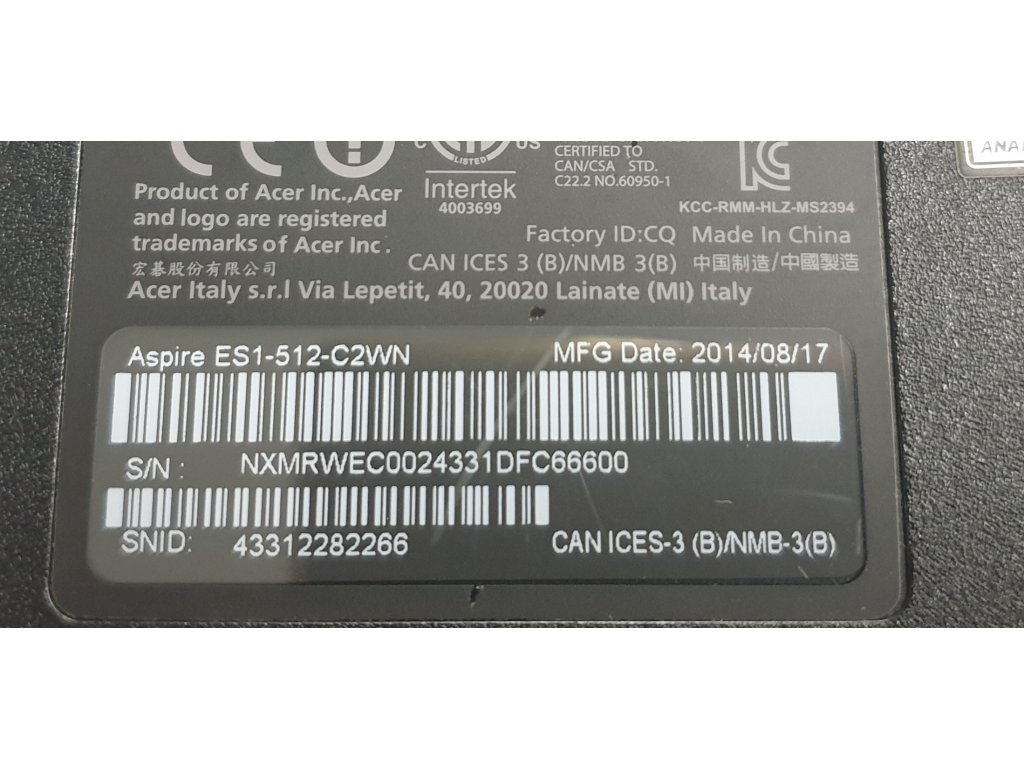 CE
C US
LISTED
Intertek
4003699
CERTIFIED TO
CAN/CSA STD.
C22.2 NO.60950-1
KCC-RMM-HLZ-MS2394
Product of Acer Inc.,Acer
and logo are registered
trademarks of Acer Inc .
宏碁股份有限公司
Factory ID:CQ Made In China
CAN ICES 3 (B)/NMB 3(B) 中国制造/中國製造
Acer Italy s.r.l Via Lepetit, 40, 20020 Lainate (MI) Italy
Aspire ES1-512-C2WN MFG Date: 2014/08/17
S/N : NXMRWEC0024331DFC66600
SNID: 43312282266 CAN ICES-3 (B)/NMB-3(B)